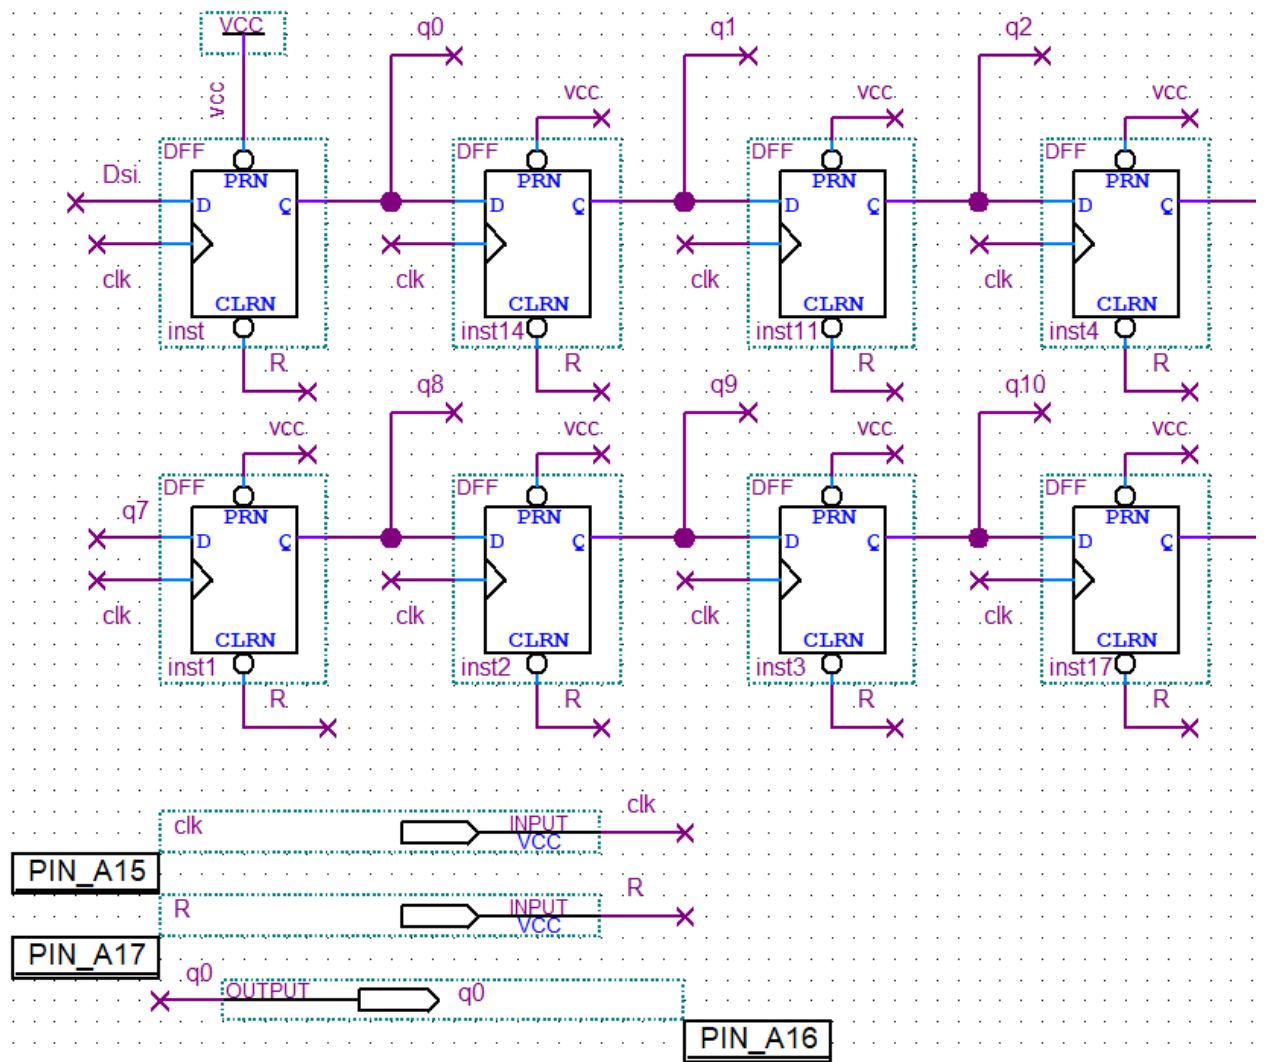 VCC q0 q1 q2
vcc vcc vcc vcc
DFF DFF DFF DFF
Dsi PRN PRN PRN PRN
D Q D Q D Q D Q
clk clk clk clk
CLRN CLRN CLRN CLRN
inst inst14 inst11 inst4
R R R R
q8 q9 q10
vcc vcc vcc vcc
DFF DFF DFF DFF
q7 PRN PRN PRN PRN
D Q D Q D Q D Q
clk clk clk clk
CLRN CLRN CLRN CLRN
inst1 inst2 inst3 inst17
R R R R
clk INPUT clk
VCC
PIN_A15
R INPUT R
VCC
PIN_A17
q0 OUTPUT q0
PIN_A16